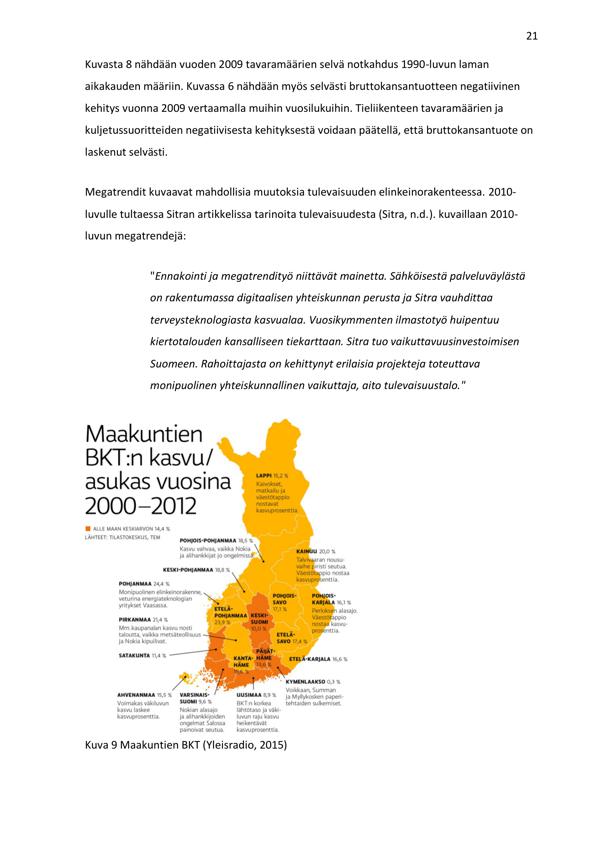 21
Kuvasta 8 nähdään vuoden 2009 tavaramäärien selvä notkahdus 1990-luvun laman
aikakauden määriin. Kuvassa 6 nähdään myös selvästi bruttokansantuotteen negatiivinen
kehitys vuonna 2009 vertaamalla muihin vuosilukuihin. Tieliikenteen tavaramäärien ja
kuljetussuoritteiden negatiivisesta kehityksestä voidaan päätellä, että bruttokansantuote on
laskenut selvästi.
Megatrendit kuvaavat mahdollisia muutoksia tulevaisuuden elinkeinorakenteessa. 2010-
luvulle tultaessa Sitran artikkelissa tarinoita tulevaisuudesta (Sitra, n.d.). kuvaillaan 2010-
luvun megatrendejä:
"Ennakointi ja megatrendityö niittävät mainetta. Sähköisestä palveluväylästä
on rakentumassa digitaalisen yhteiskunnan perusta ja Sitra vauhdittaa
terveysteknologiasta kasvualaa. Vuosikymmenten ilmastotyö huipentuu
kiertotalouden kansalliseen tiekarttaan. Sitra tuo vaikuttavuusinvestoimisen
Suomeen. Rahoittajasta on kehittynyt erilaisia projekteja toteuttava
monipuolinen yhteiskunnallinen vaikuttaja, aito tulevaisuustalo."
Maakuntien
BKT:n kasvu/
asukas vuosina
2000–2012
ALLE MAAN KESKIARVON 14,4 %
LÄHTEET: TILASTOKESKUS, TEM
LAPPI 15,2 %
Kaivokset,
matkailu ja
väestötappio
nostavat
kasvuprosenttia.
POHJOIS-POHJANMAA 18,5 %
Kasvu vahvaa, vaikka Nokia
ja alihankkijat jo ongelmissa.
KAINUU 20,0 %
Talvivaaran nousu-
vaihe piristi seutua.
Väestötappio nostaa
kasvuprosenttia.
KESKI-POHJANMAA 18,8 %
POHJANMAA 24,4 %
Monipuolinen elinkeinorakenne,
veturina energiateknologian
yritykset Vaasassa.
POHJOIS-
SAVO
17,1 %
POHJOIS-
KARJALA 16,1 %
Perloksen alasajo.
Väestötappio
nostaa kasvu-
prosenttia.
ETELÄ-
POHJANMAA
23,9 %
KESKI-
SUOMI
10,0 %
PIRKANMAA 21,4 %
Mm. kaupanalan kasvu nosti
taloutta, vaikka metsäteollisuus
ja Nokia kipuilivat.
ETELÄ-
SAVO 17,4 %
SATAKUNTA 11,4 %
KANTA-
HÄME
PÄIJÄT-
HÄME
ETELÄ-KARJALA 16,6 %
KYMENLAAKSO 0,3 %
Voikkaan, Summan
ja Myllykosken paperi-
tehtaiden sulkemiset.
AHVENANMAA 15,5 %
Voimakas väkiluvun
kasvu laskee
kasvuprosenttia.
VARSINAIS-
SUOMI 9,6 %
Nokian alasajo
ja alihankkijoiden
ongelmat Salossa
painoivat seutua.
UUSIMAA 8,9 %
BKT:n korkea
lähtötaso ja väki-
luvun raju kasvu
heikentävät
kasvuprosenttia.
Kuva 9 Maakuntien BKT (Yleisradio, 2015)